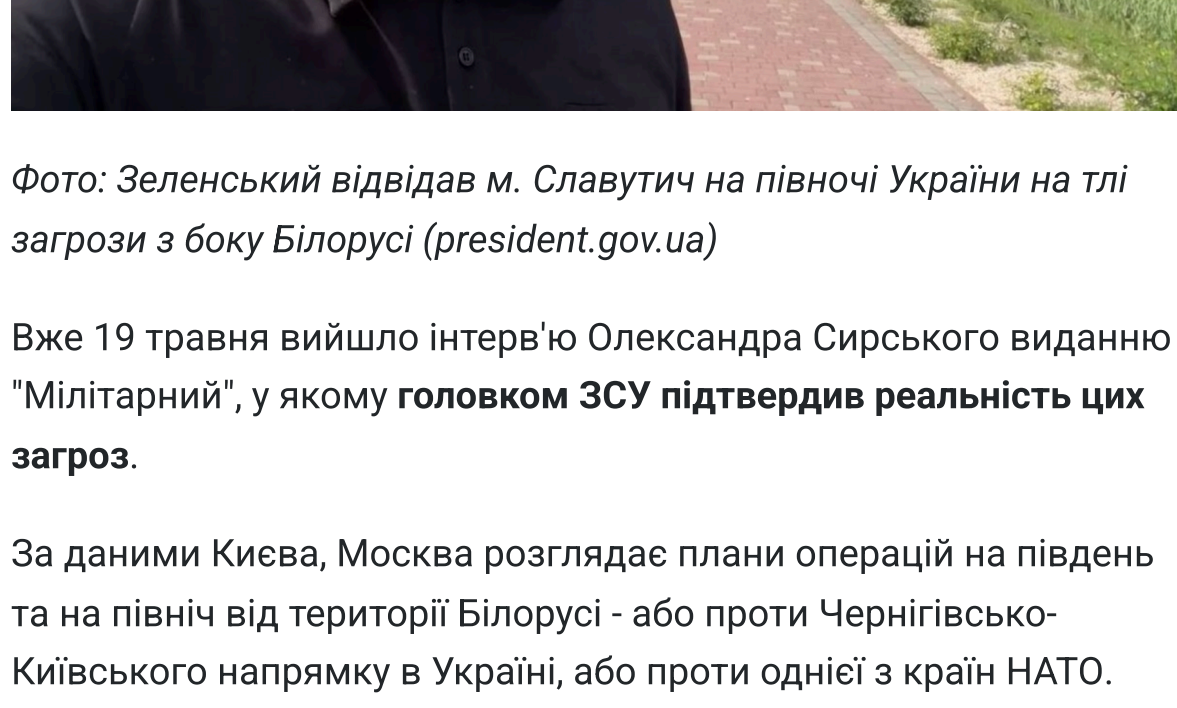 Фото: Зеленський відвідав м. Славутич на півночі України на тлі
загрози з боку Білорусі (president.gov.ua)
Вже 19 травня вийшло інтерв'ю Олександра Сирського виданню
"Мілітарний", у якому головком ЗСУ підтвердив реальність цих
загроз.
За даними Києва, Москва розглядає плани операцій на південь
та на північ від території Білорусі - або проти Чернігівсько-
Київського напрямку в Україні, або проти однієї з країн НАТО.